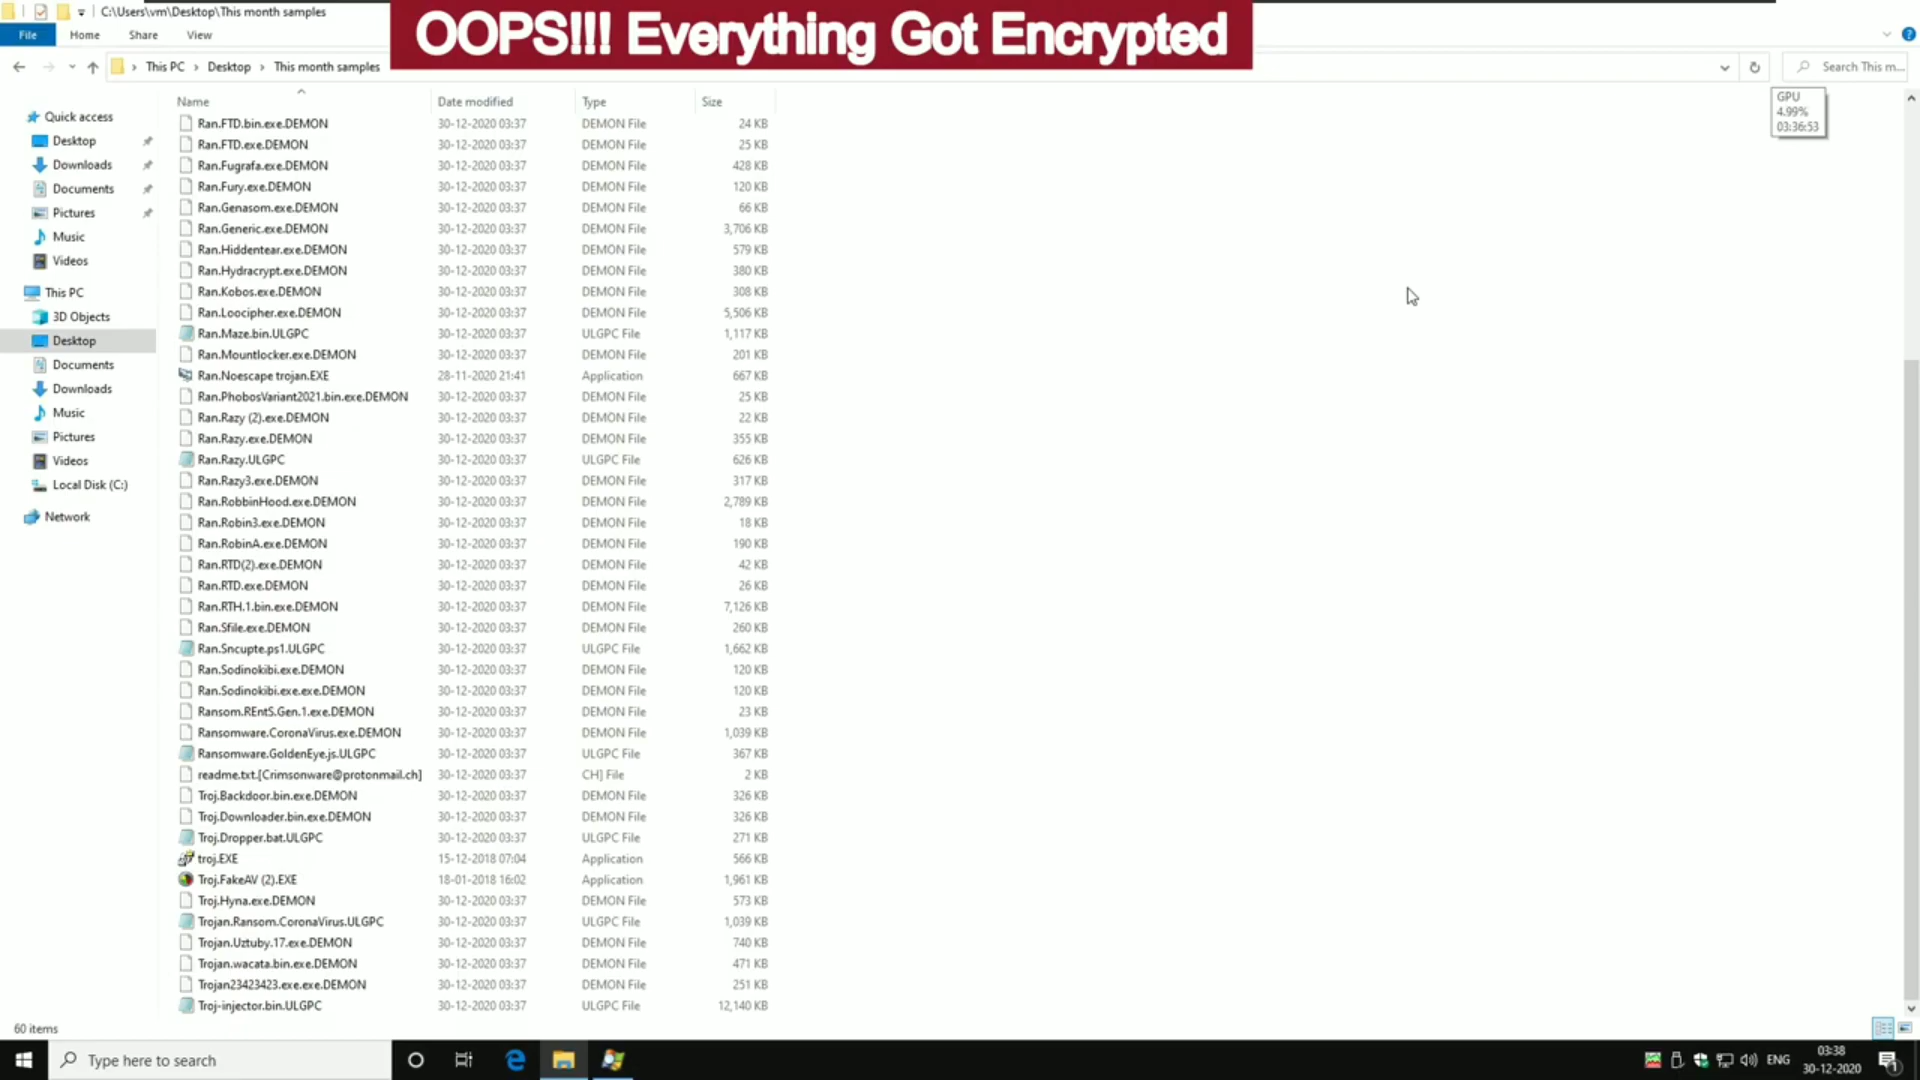 C:\Users\vm\Desktop\This month samples
OOPS!!! Everything Got Encrypted
File Home Share View
This PC > Desktop > This month samples
Search This m...
GPU
4.99%
03:36:53
Quick access
Desktop
Downloads
Documents
Pictures
Music
Videos
This PC
3D Objects
Desktop
Documents
Downloads
Music
Pictures
Videos
Local Disk (C:)
Network
Name Date modified Type Size
Ran.FTD.bin.exe.DEMON 30-12-2020 03:37 DEMON File 24 KB
Ran.FTD.exe.DEMON 30-12-2020 03:37 DEMON File 25 KB
Ran.Fugrafa.exe.DEMON 30-12-2020 03:37 DEMON File 428 KB
Ran.Fury.exe.DEMON 30-12-2020 03:37 DEMON File 120 KB
Ran.Genasom.exe.DEMON 30-12-2020 03:37 DEMON File 66 KB
Ran.Generic.exe.DEMON 30-12-2020 03:37 DEMON File 3,706 KB
Ran.Hiddentear.exe.DEMON 30-12-2020 03:37 DEMON File 579 KB
Ran.Hydracrypt.exe.DEMON 30-12-2020 03:37 DEMON File 380 KB
Ran.Kobos.exe.DEMON 30-12-2020 03:37 DEMON File 308 KB
Ran.Loocipher.exe.DEMON 30-12-2020 03:37 DEMON File 5,506 KB
Ran.Maze.bin.ULGPC 30-12-2020 03:37 ULGPC File 1,117 KB
Ran.Mountlocker.exe.DEMON 30-12-2020 03:37 DEMON File 201 KB
Ran.Noescape trojan.EXE 28-11-2020 21:41 Application 667 KB
Ran.PhobosVariant2021.bin.exe.DEMON 30-12-2020 03:37 DEMON File 25 KB
Ran.Razy (2).exe.DEMON 30-12-2020 03:37 DEMON File 22 KB
Ran.Razy.exe.DEMON 30-12-2020 03:37 DEMON File 355 KB
Ran.Razy.ULGPC 30-12-2020 03:37 ULGPC File 626 KB
Ran.Razy3.exe.DEMON 30-12-2020 03:37 DEMON File 317 KB
Ran.RobbinHood.exe.DEMON 30-12-2020 03:37 DEMON File 2,789 KB
Ran.Robin3.exe.DEMON 30-12-2020 03:37 DEMON File 18 KB
Ran.RobinA.exe.DEMON 30-12-2020 03:37 DEMON File 190 KB
Ran.RTD(2).exe.DEMON 30-12-2020 03:37 DEMON File 42 KB
Ran.RTD.exe.DEMON 30-12-2020 03:37 DEMON File 26 KB
Ran.RTH.1.bin.exe.DEMON 30-12-2020 03:37 DEMON File 7,126 KB
Ran.Sfile.exe.DEMON 30-12-2020 03:37 DEMON File 260 KB
Ran.Sncupte.ps1.ULGPC 30-12-2020 03:37 ULGPC File 1,662 KB
Ran.Sodinokibi.exe.DEMON 30-12-2020 03:37 DEMON File 120 KB
Ran.Sodinokibi.exe.exe.DEMON 30-12-2020 03:37 DEMON File 120 KB
Ransom.REntS.Gen.1.exe.DEMON 30-12-2020 03:37 DEMON File 23 KB
Ransomware.CoronaVirus.exe.DEMON 30-12-2020 03:37 DEMON File 1,039 KB
Ransomware.GoldenEye.js.ULGPC 30-12-2020 03:37 ULGPC File 367 KB
readme.txt.[Crimsonware@protonmail.ch] 30-12-2020 03:37 CH] File 2 KB
Troj.Backdoor.bin.exe.DEMON 30-12-2020 03:37 DEMON File 326 KB
Troj.Downloader.bin.exe.DEMON 30-12-2020 03:37 DEMON File 326 KB
Troj.Dropper.bat.ULGPC 30-12-2020 03:37 ULGPC File 271 KB
troj.EXE 15-12-2018 07:04 Application 566 KB
Troj.FakeAV (2).EXE 18-01-2018 16:02 Application 1,961 KB
Troj.Hyna.exe.DEMON 30-12-2020 03:37 DEMON File 573 KB
Trojan.Ransom.CoronaVirus.ULGPC 30-12-2020 03:37 ULGPC File 1,039 KB
Trojan.Uztuby.17.exe.DEMON 30-12-2020 03:37 DEMON File 740 KB
Trojan.wacata.bin.exe.DEMON 30-12-2020 03:37 DEMON File 471 KB
Trojan23423423.exe.exe.DEMON 30-12-2020 03:37 DEMON File 251 KB
Troj-injector.bin.ULGPC 30-12-2020 03:37 ULGPC File 12,140 KB
60 items
Type here to search
ENG
03:38
30-12-2020
1